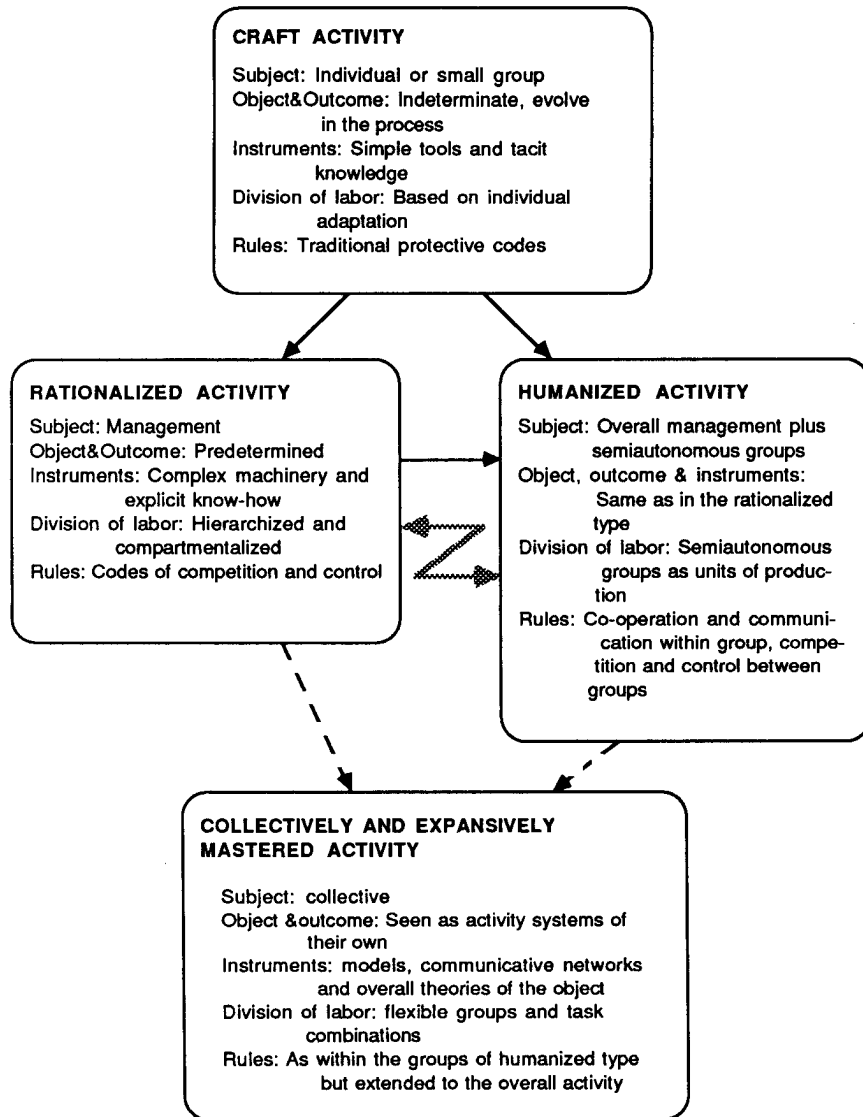 CRAFT ACTIVITY
Subject: Individual or small group
Object&Outcome: Indeterminate, evolve
in the process
Instruments: Simple tools and tacit
knowledge
Division of labor: Based on individual
adaptation
Rules: Traditional protective codes
RATIONALIZED ACTIVITY
Subject: Management
Object&Outcome: Predetermined
Instruments: Complex machinery and
explicit know-how
Division of labor: Hierarchized and
compartmentalized
Rules: Codes of competition and control
HUMANIZED ACTIVITY
Subject: Overall management plus
semiautonomous groups
Object, outcome & instruments:
Same as in the rationalized
type
Division of labor: Semiautonomous
groups as units of produc-
tion
Rules: Co-operation and communi-
cation within group, compe-
tition and control between
groups
COLLECTIVELY AND EXPANSIVELY
MASTERED ACTIVITY
Subject: collective
Object &outcome: Seen as activity systems of
their own
Instruments: models, communicative networks
and overall theories of the object
Division of labor: flexible groups and task
combinations
Rules: As within the groups of humanized type
but extended to the overall activity